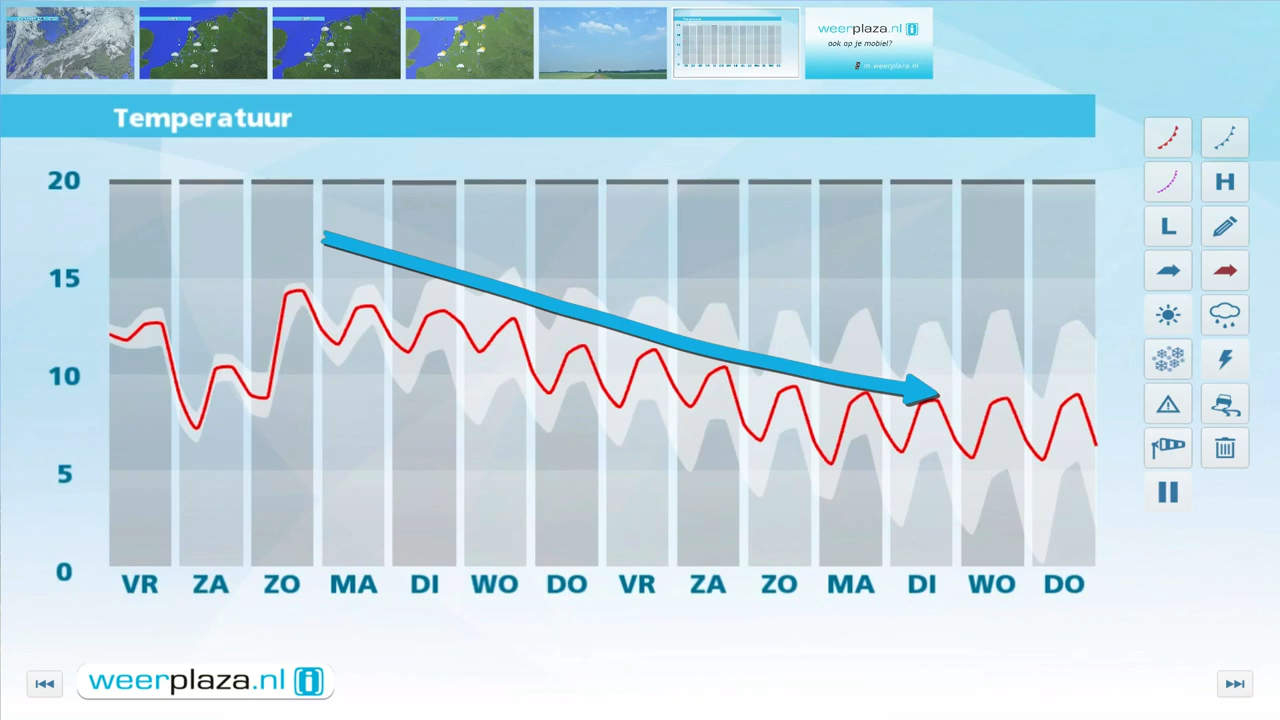 weerplaza.nl
ook op je mobiel?
m.weerplaza.nl
Temperatuur
20
15
10
5
0
H
L
VR ZA ZO MA DI WO DO VR ZA ZO MA DI WO DO
weerplaza.nl